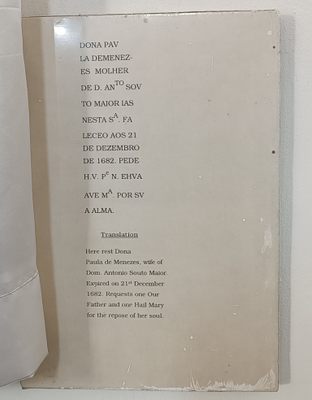 DONA PAV
LA DEMENEZ-
ES MOLHER
DE D. ANTO SOV
TO MAIOR IAS
NESTA SA. FA
LECEO AOS 21
DE DEZEMBRO
DE 1682. PEDE
H.V. Pe N. EHVA
AVE MA. POR SV
A ALMA.
Translation
Here rest Dona
Paula de Menezes, wife of
Dom. Antonio Souto Maior.
Expired on 21st December
1682. Requests one Our
Father and one Hail Mary
for the repose of her soul.